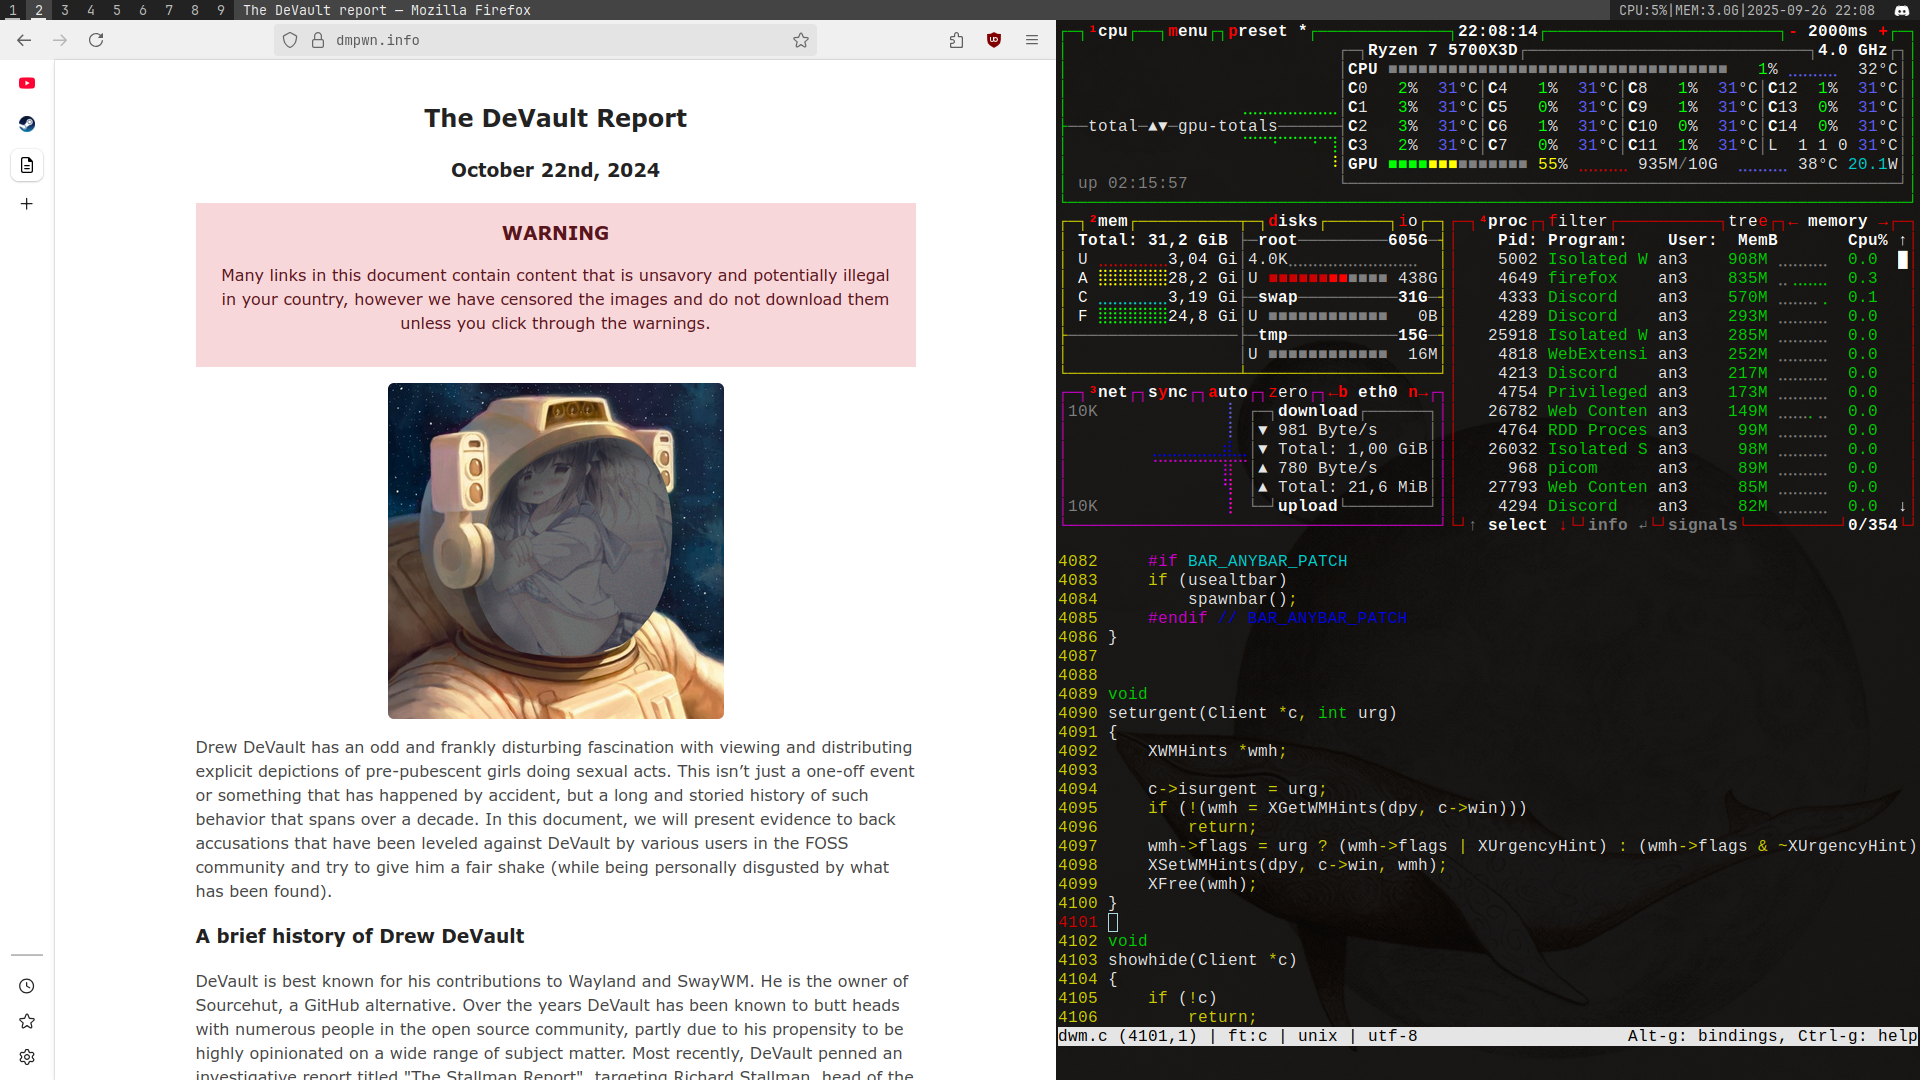 1 2 3 4 5 6 7 8 9 The DeVault report — Mozilla Firefox CPU:5%|MEM:3.0G|2025-09-26 22:08
dmpwn.info
The DeVault Report
October 22nd, 2024
WARNING
Many links in this document contain content that is unsavory and potentially illegal
in your country, however we have censored the images and do not download them
unless you click through the warnings.
Drew DeVault has an odd and frankly disturbing fascination with viewing and distributing
explicit depictions of pre-pubescent girls doing sexual acts. This isn’t just a one-off event
or something that has happened by accident, but a long and storied history of such
behavior that spans over a decade. In this document, we will present evidence to back
accusations that have been leveled against DeVault by various users in the FOSS
community and try to give him a fair shake (while being personally disgusted by what
has been found).
A brief history of Drew DeVault
DeVault is best known for his contributions to Wayland and SwayWM. He is the owner of
Sourcehut, a GitHub alternative. Over the years DeVault has been known to butt heads
with numerous people in the open source community, partly due to his propensity to be
highly opinionated on a wide range of subject matter. Most recently, DeVault penned an
investigative report titled "The Stallman Report", targeting Richard Stallman, head of the
¹cpu menu preset * 22:08:14 - 2000ms +
Ryzen 7 5700X3D 4.0 GHz
CPU 1% 32°C
C0 2% 31°C C4 1% 31°C C8 1% 31°C C12 1% 31°C
C1 3% 31°C C5 0% 31°C C9 1% 31°C C13 0% 31°C
total ▲▼ gpu-totals C2 3% 31°C C6 1% 31°C C10 0% 31°C C14 0% 31°C
C3 2% 31°C C7 0% 31°C C11 1% 31°C L 1 1 0 31°C
GPU 55% 935M/10G 38°C 20.1W
up 02:15:57
²mem disks io
Total: 31,2 GiB root 605G
U 3,04 Gi 4.0K
A 28,2 Gi U 438G
C 3,19 Gi swap 31G
F 24,8 Gi U 0B
tmp 15G
U 16M
³net sync auto zero ←b eth0 n→
10K download
▼ 981 Byte/s
▼ Total: 1,00 GiB
▲ 780 Byte/s
▲ Total: 21,6 MiB
10K upload
⁴proc filter tree ← memory →
Pid: Program: User: MemB Cpu% ↑
5002 Isolated W an3 908M 0.0
4649 firefox an3 835M 0.3
4333 Discord an3 570M 0.1
4289 Discord an3 293M 0.0
25918 Isolated W an3 285M 0.0
4818 WebExtensi an3 252M 0.0
4213 Discord an3 217M 0.0
4754 Privileged an3 173M 0.0
26782 Web Conten an3 149M 0.0
4764 RDD Proces an3 99M 0.0
26032 Isolated S an3 98M 0.0
968 picom an3 89M 0.0
27793 Web Conten an3 85M 0.0
4294 Discord an3 82M 0.0 ↓
↑ select ↓ info ↲ signals 0/354
4082 #if BAR_ANYBAR_PATCH
4083 if (usealtbar)
4084 spawnbar();
4085 #endif // BAR_ANYBAR_PATCH
4086 }
4087
4088
4089 void
4090 seturgent(Client *c, int urg)
4091 {
4092 XWMHints *wmh;
4093
4094 c->isurgent = urg;
4095 if (!(wmh = XGetWMHints(dpy, c->win)))
4096 return;
4097 wmh->flags = urg ? (wmh->flags | XUrgencyHint) : (wmh->flags & ~XUrgencyHint)
4098 XSetWMHints(dpy, c->win, wmh);
4099 XFree(wmh);
4100 }
4101
4102 void
4103 showhide(Client *c)
4104 {
4105 if (!c)
4106 return;
dwm.c (4101,1) | ft:c | unix | utf-8 Alt-g: bindings, Ctrl-g: help